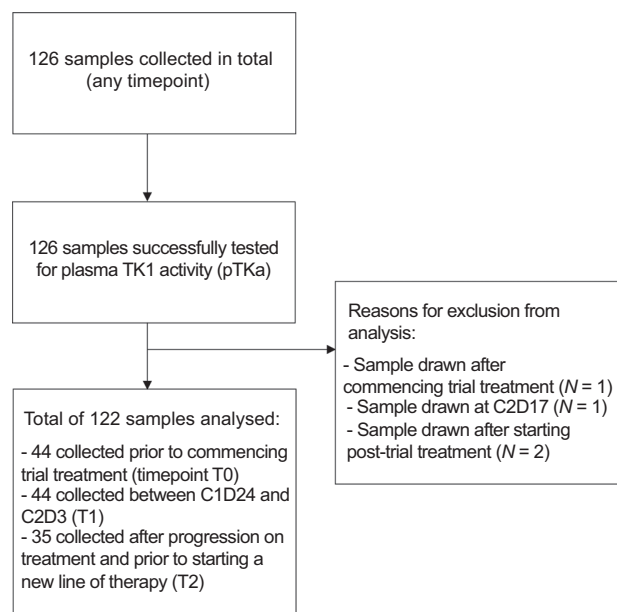 126 samples collected in total
(any timepoint)
126 samples successfully tested
for plasma TK1 activity (pTKa)
Reasons for exclusion from
analysis:
- Sample drawn after
commencing trial treatment (N = 1)
- Sample drawn at C2D17 (N = 1)
- Sample drawn after starting
post-trial treatment (N = 2)
Total of 122 samples analysed:
- 44 collected prior to commencing
trial treatment (timepoint T0)
- 44 collected between C1D24 and
C2D3 (T1)
- 35 collected after progression on
treatment and prior to starting a
new line of therapy (T2)